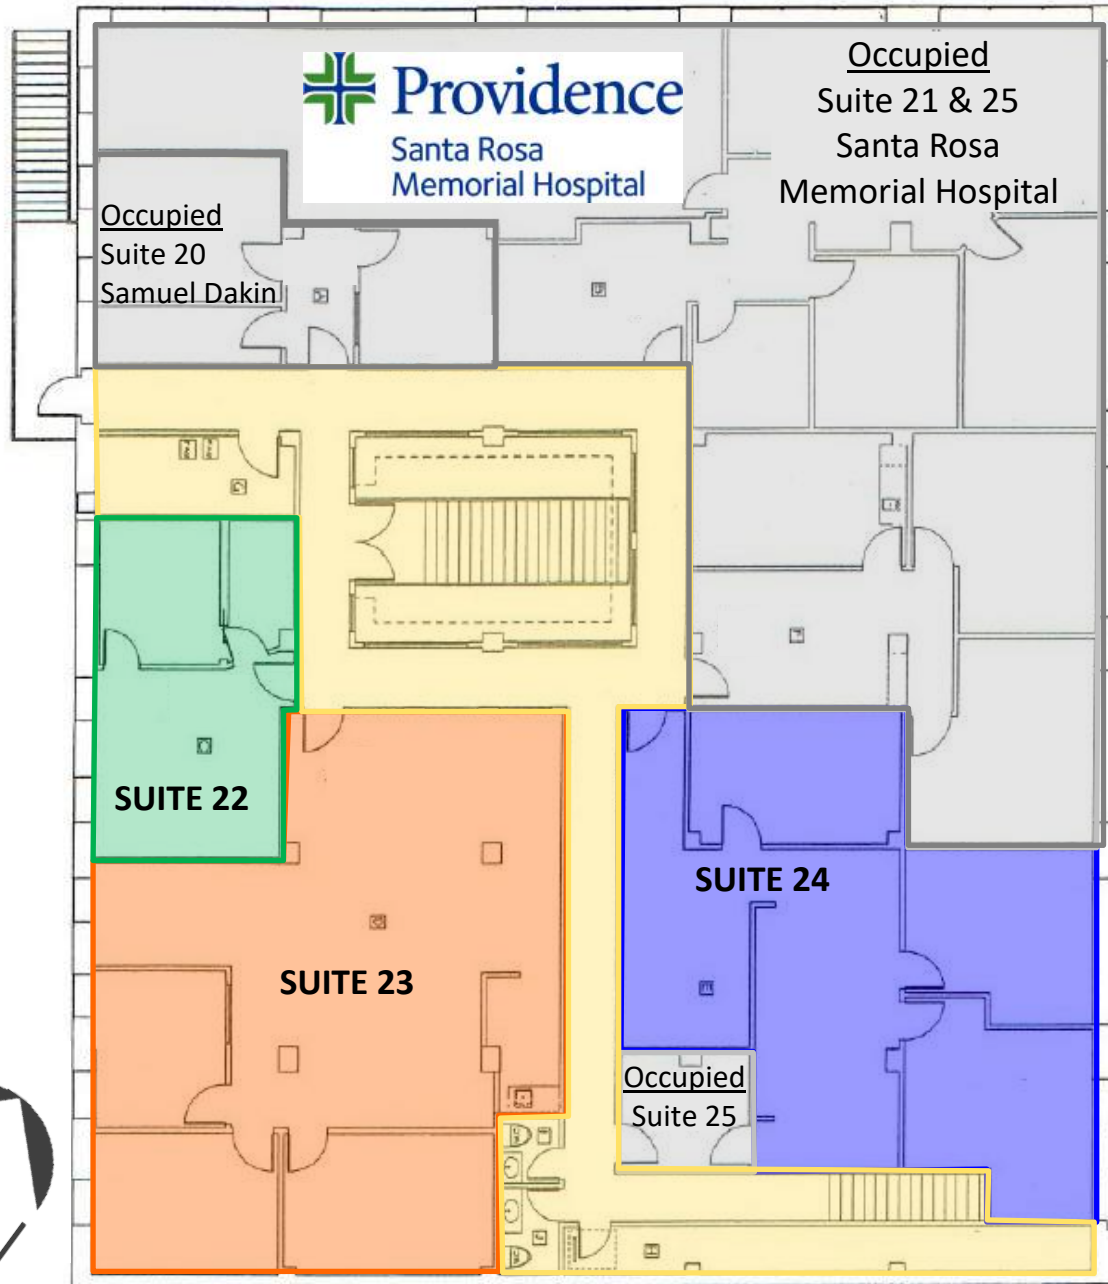 Providence
Santa Rosa
Memorial Hospital
Occupied
Suite 21 & 25
Santa Rosa
Memorial Hospital
Occupied
Suite 20
Samuel Dakin
SUITE 22
SUITE 23
SUITE 24
Occupied
Suite 25